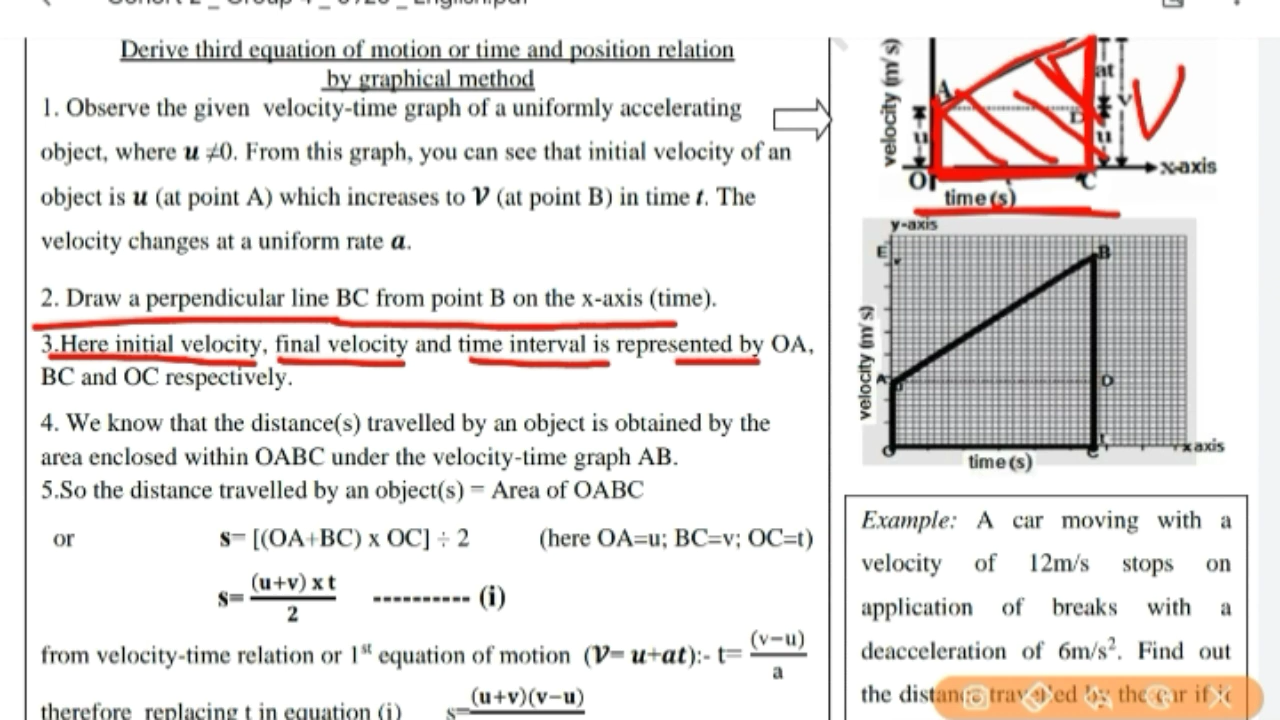 Derive third equation of motion or time and position relation
by graphical method
1. Observe the given velocity-time graph of a uniformly accelerating
object, where u ≠0. From this graph, you can see that initial velocity of an
object is u (at point A) which increases to V (at point B) in time t. The
velocity changes at a uniform rate a.
2. Draw a perpendicular line BC from point B on the x-axis (time).
3.Here initial velocity, final velocity and time interval is represented by OA,
BC and OC respectively.
4. We know that the distance(s) travelled by an object is obtained by the
area enclosed within OABC under the velocity-time graph AB.
5.So the distance travelled by an object(s) = Area of OABC
or s= [(OA+BC) x OC] ÷ 2 (here OA=u; BC=v; OC=t)
s= (u+v) x t / 2 ---------- (i)
from velocity-time relation or 1st equation of motion (V= u+at):- t= (v-u) / a
therefore replacing t in equation (i) s= (u+v)(v-u)
velocity (m/s)
A
at
V
v
D
u
u
x-axis
O
C
time (s)
y-axis
E
B
velocity (m/s)
A
D
C
x axis
time (s)
Example: A car moving with a
velocity of 12m/s stops on
application of breaks with a
deacceleration of 6m/s². Find out
the distance travelled by the car if it